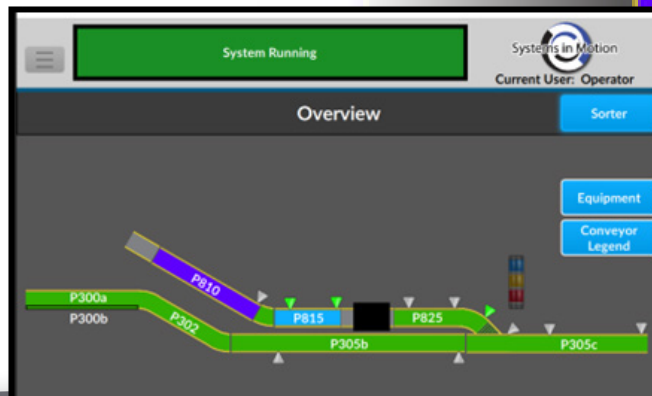 System Running
Systems in Motion
Current User: Operator
Overview
Sorter
Equipment
Conveyor
Legend
P810
P300a
P300b
P302
P815
P825
P305b
P305c